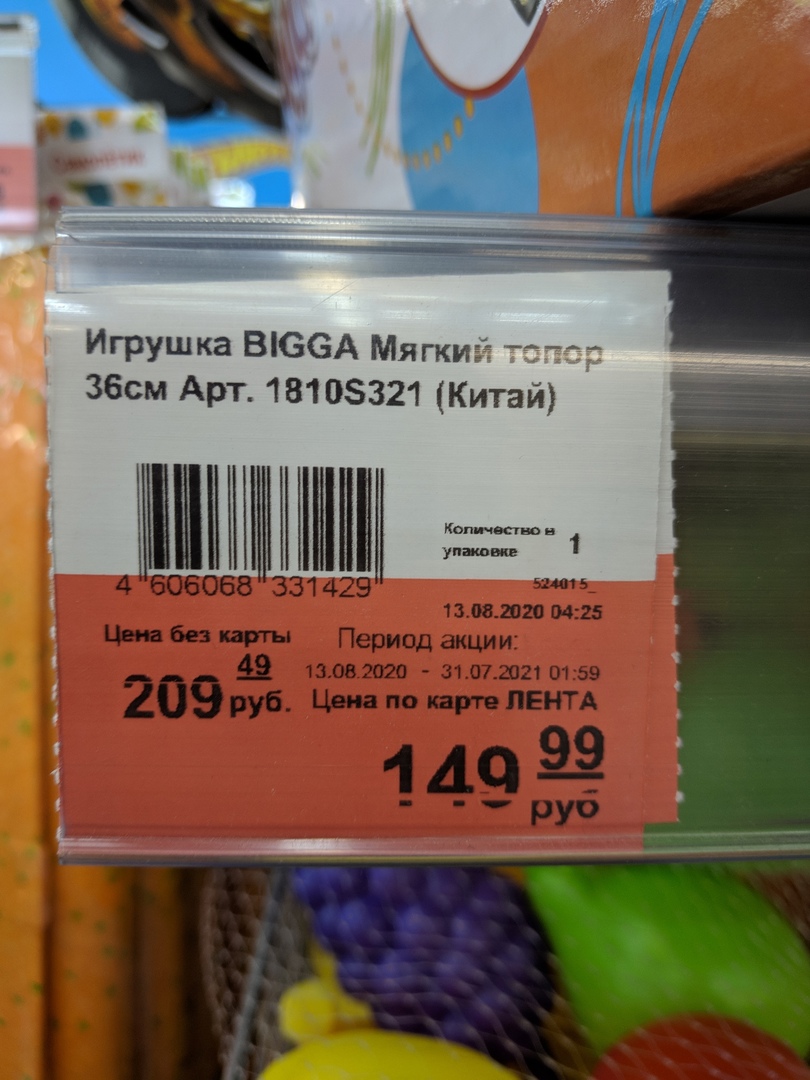 Игрушка BIGGA Мягкий топор
36см Арт. 1810S321 (Китай)
Количество в
упаковке 1
4 606068 331429
524015_
13.08.2020 04:25
Цена без карты
Период акции:
49
13.08.2020 - 31.07.2021 01:59
209 руб.
Цена по карте ЛЕНТА
149 99
руб